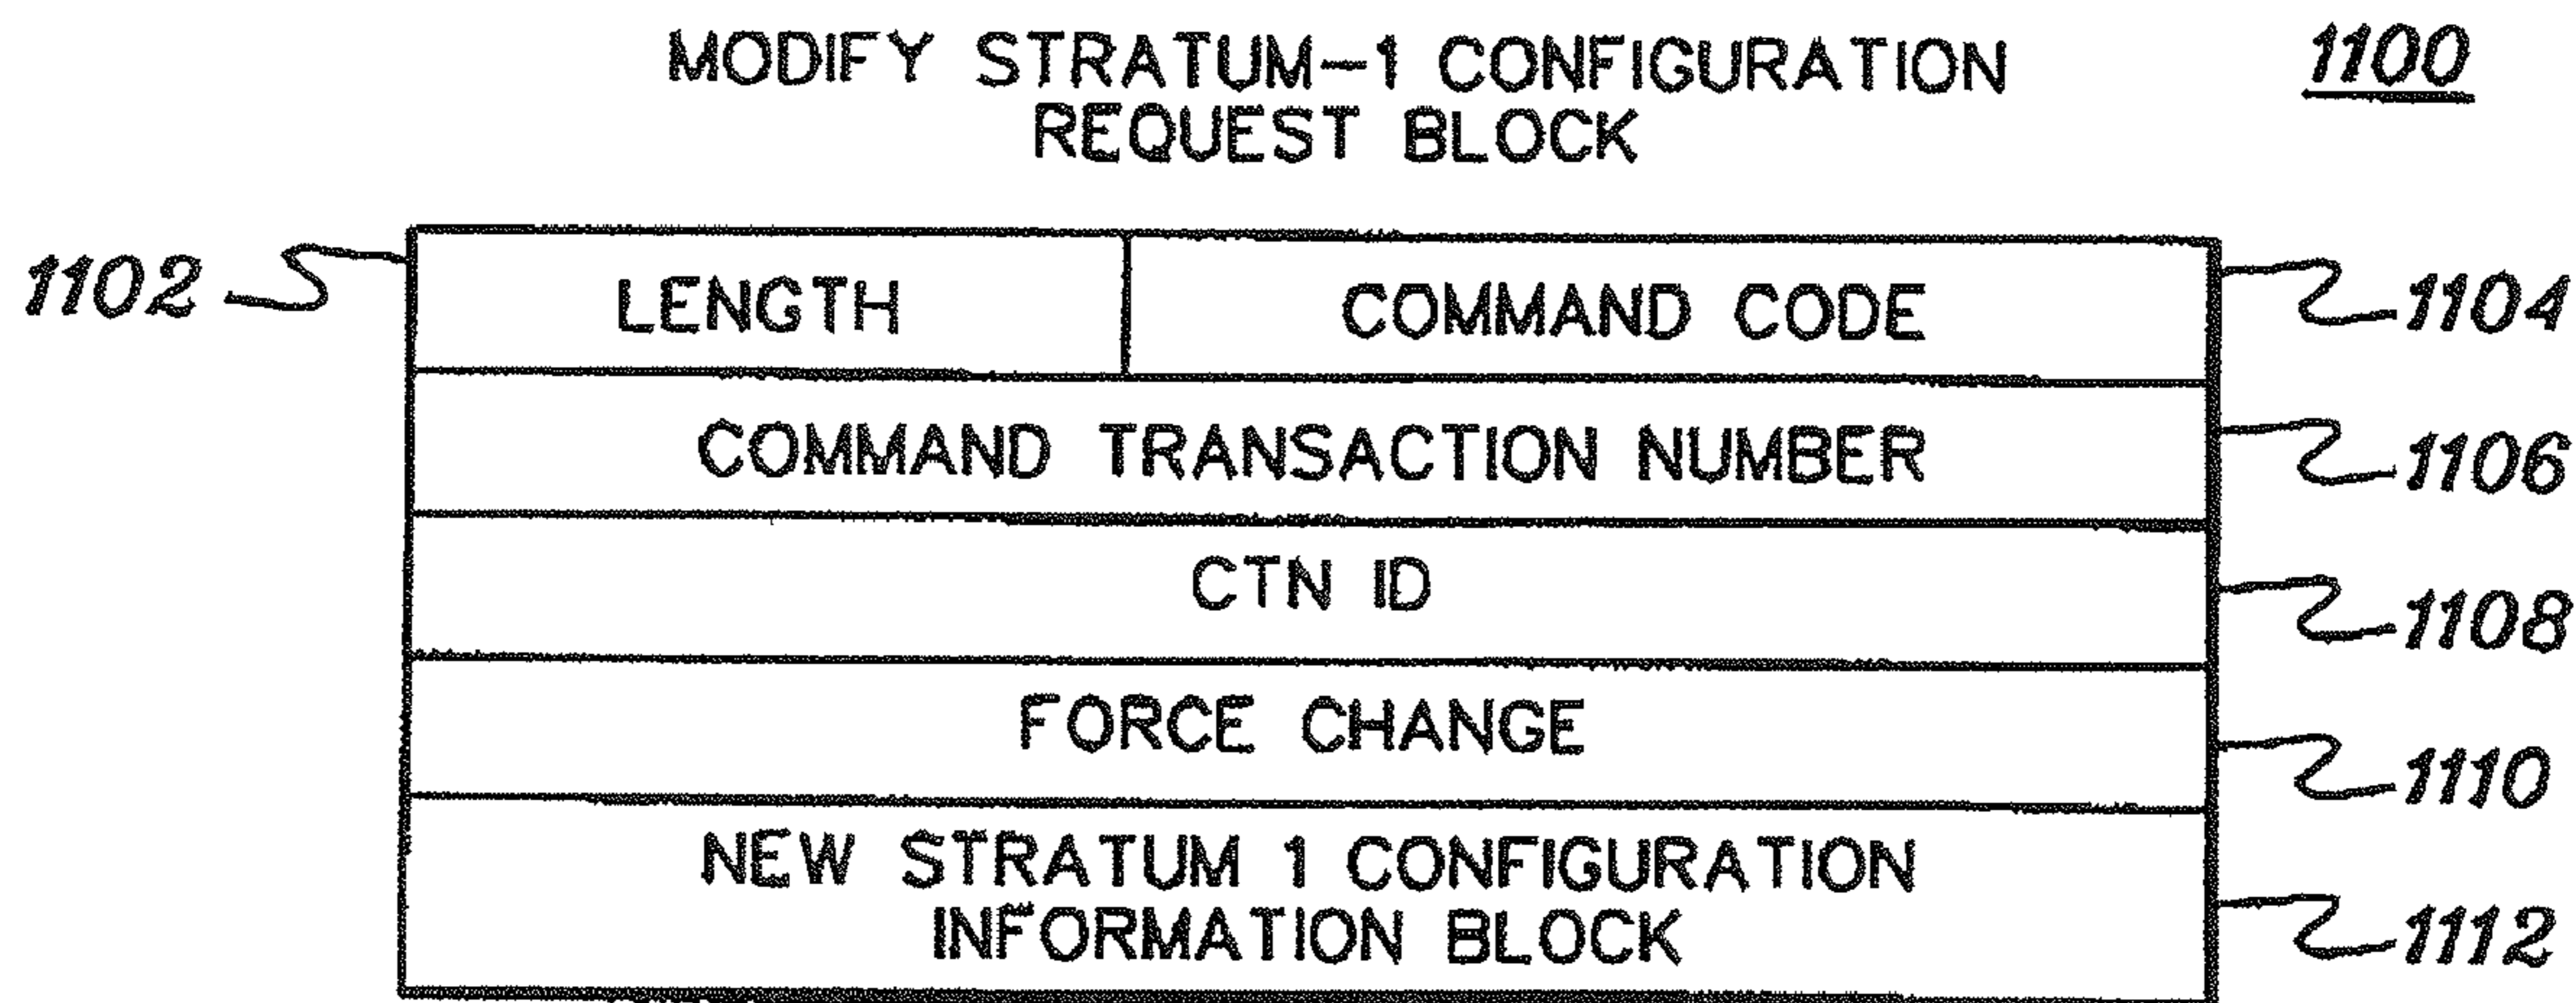 MODIFY STRATUM-1 CONFIGURATION
REQUEST BLOCK
1100
1102
LENGTH
COMMAND CODE
1104
COMMAND TRANSACTION NUMBER
1106
CTN ID
1108
FORCE CHANGE
1110
NEW STRATUM 1 CONFIGURATION
INFORMATION BLOCK
1112